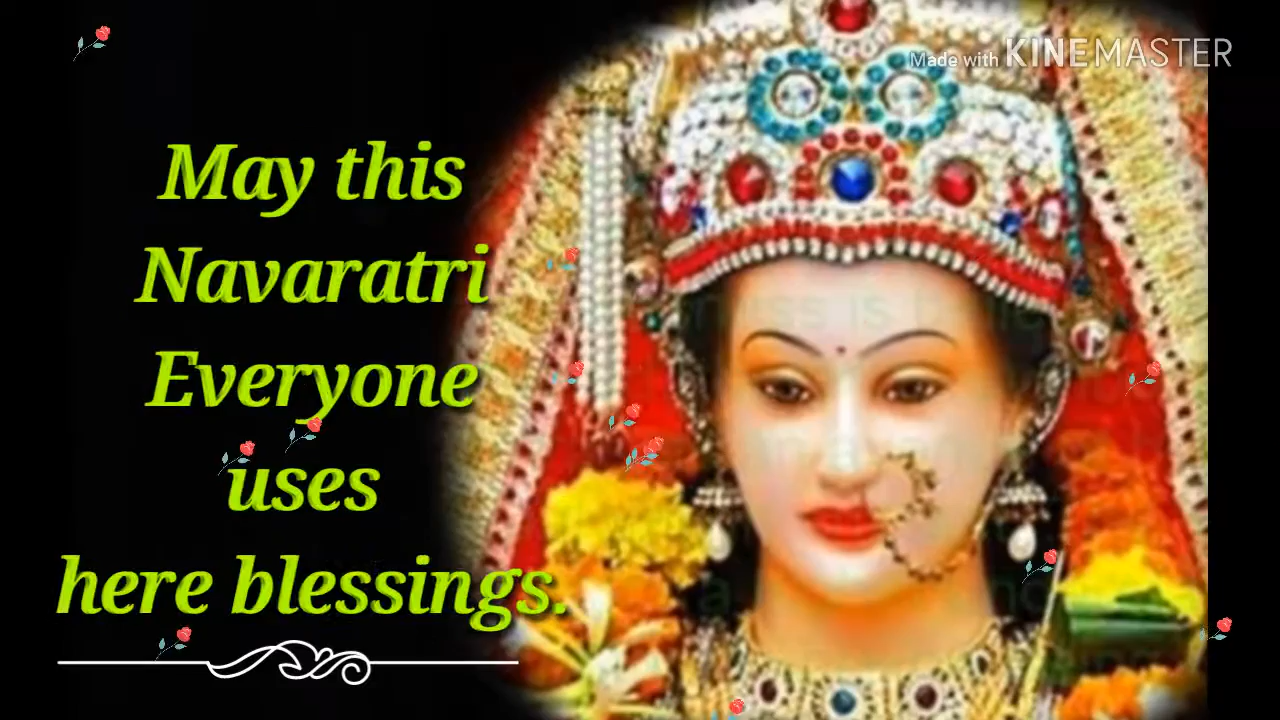 Made with KINEMASTER
May this
Navaratri
Everyone
uses
here blessings.